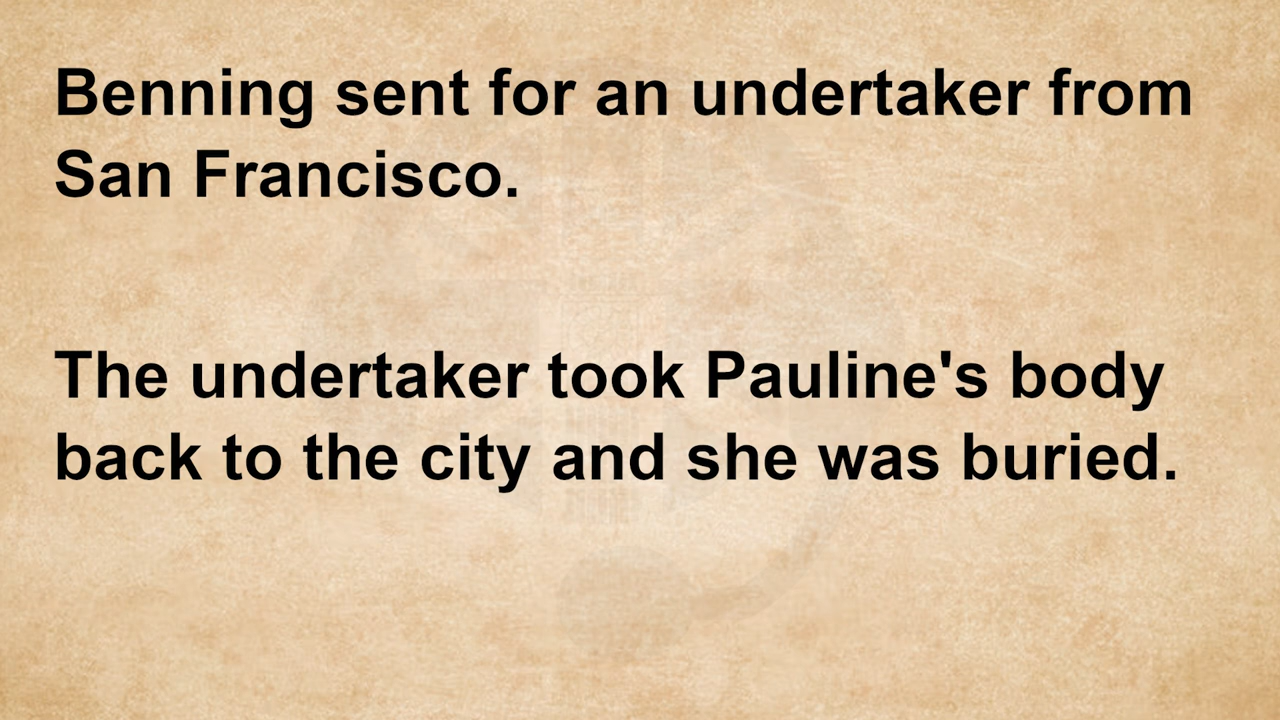 Benning sent for an undertaker from
San Francisco.
The undertaker took Pauline's body
back to the city and she was buried.